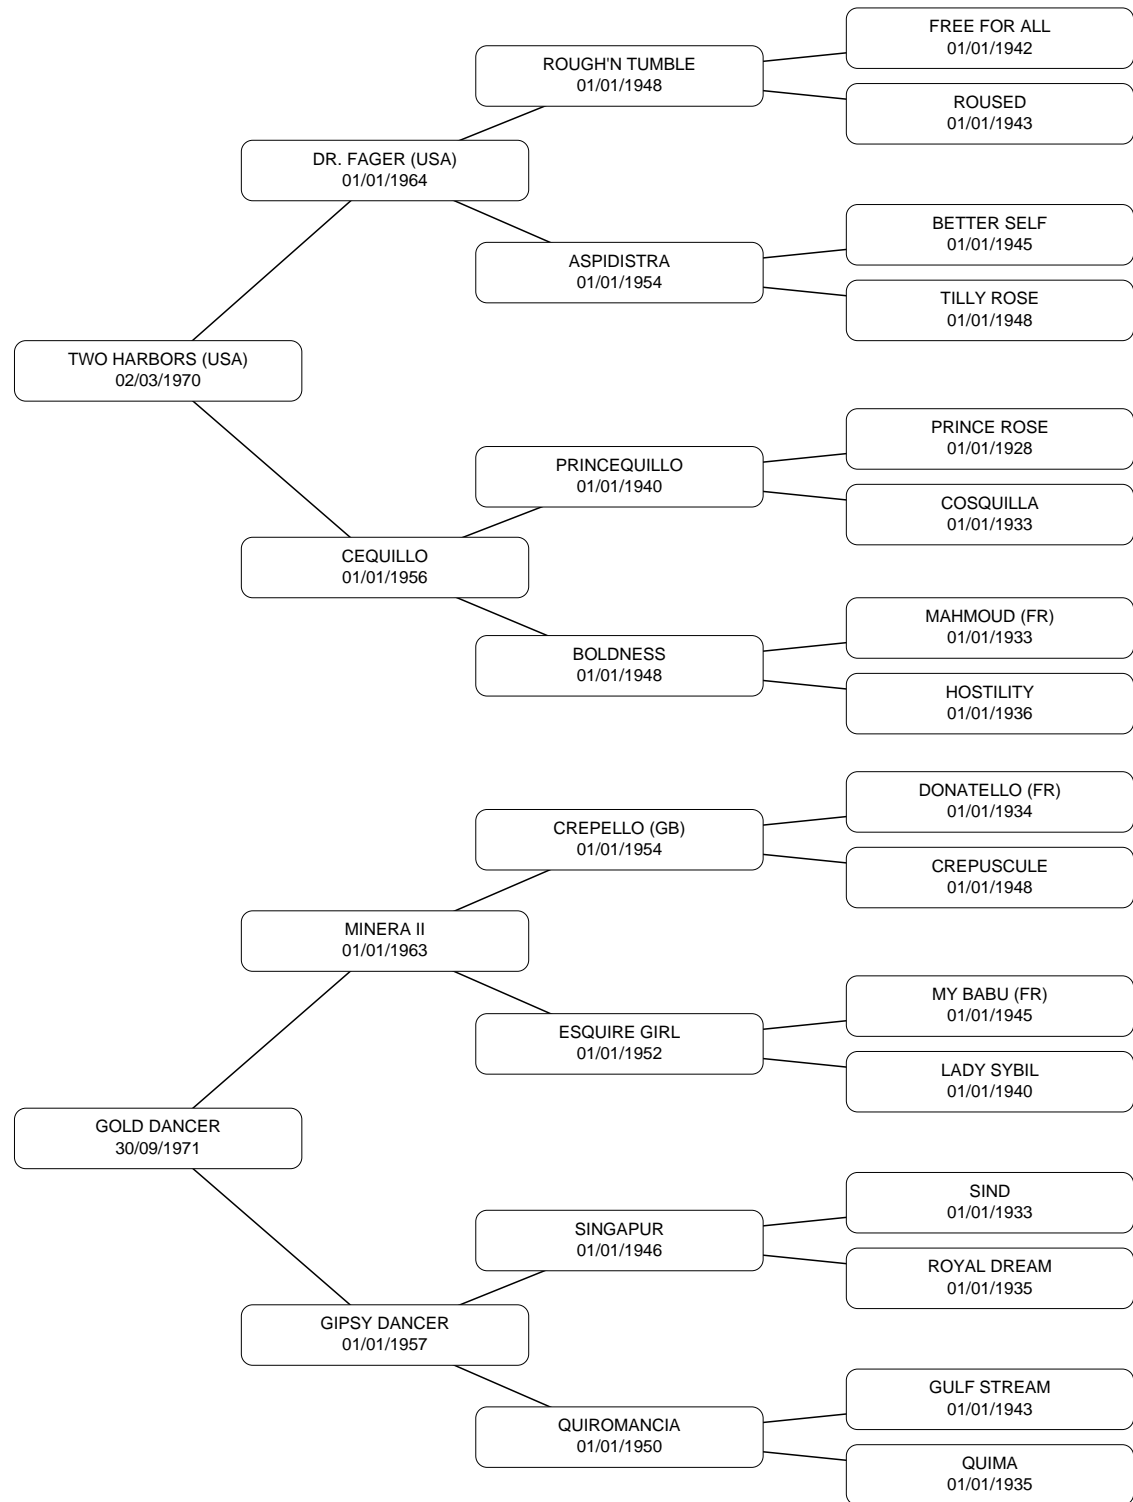 FREE FOR ALL
01/01/1942
ROUGH'N TUMBLE
01/01/1948
ROUSED
01/01/1943
DR. FAGER (USA)
01/01/1964
BETTER SELF
01/01/1945
ASPIDISTRA
01/01/1954
TILLY ROSE
01/01/1948
TWO HARBORS (USA)
02/03/1970
PRINCE ROSE
01/01/1928
PRINCEQUILLO
01/01/1940
COSQUILLA
01/01/1933
CEQUILLO
01/01/1956
MAHMOUD (FR)
01/01/1933
BOLDNESS
01/01/1948
HOSTILITY
01/01/1936
DONATELLO (FR)
01/01/1934
CREPELLO (GB)
01/01/1954
CREPUSCULE
01/01/1948
MINERA II
01/01/1963
MY BABU (FR)
01/01/1945
ESQUIRE GIRL
01/01/1952
LADY SYBIL
01/01/1940
GOLD DANCER
30/09/1971
SIND
01/01/1933
SINGAPUR
01/01/1946
ROYAL DREAM
01/01/1935
GIPSY DANCER
01/01/1957
GULF STREAM
01/01/1943
QUIROMANCIA
01/01/1950
QUIMA
01/01/1935